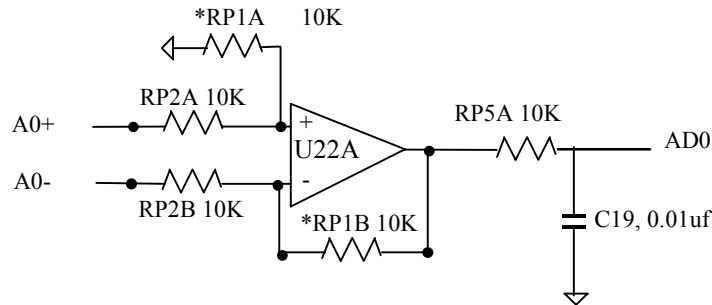 *RP1A 10K
RP2A 10K
A0+
+
U22A
RP5A 10K
AD0
A0-
-
RP2B 10K
*RP1B 10K
C19, 0.01uf